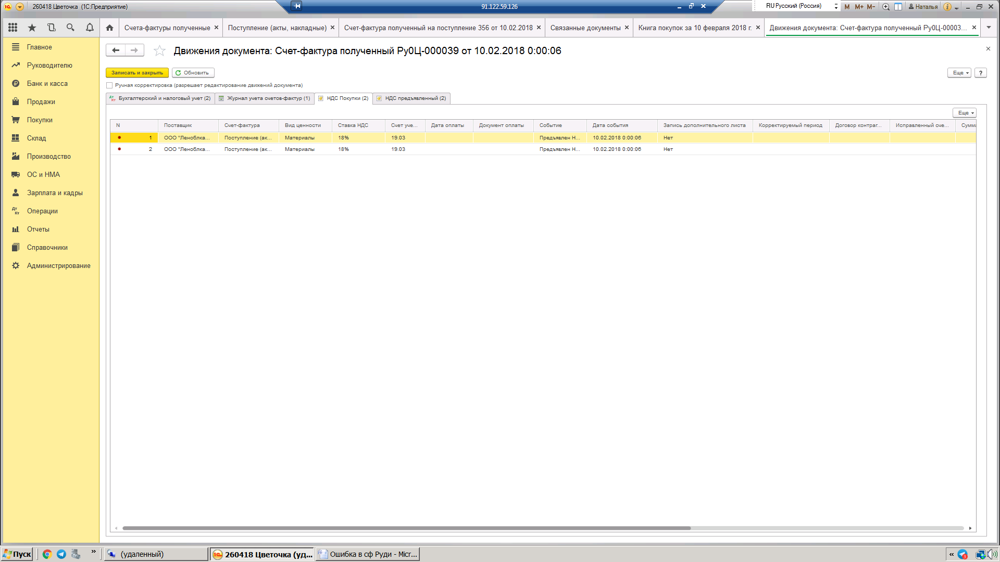 260418 Цветочка (1С:Предприятие)
91.122.59.126
RU Русский (Россия)
M M+ M-
Наталья
Счета-фактуры полученные
Поступление (акты, накладные)
Счет-фактура полученный на поступление 356 от 10.02.2018
Связанные документы
Книга покупок за 10 февраля 2018 г.
Движения документа: Счет-фактура полученный Ру0Ц-00003...
Главное
Руководителю
Банк и касса
Продажи
Покупки
Склад
Производство
ОС и НМА
Зарплата и кадры
Операции
Отчеты
Справочники
Администрирование
Движения документа: Счет-фактура полученный Ру0Ц-000039 от 10.02.2018 0:00:06
Записать и закрыть
Обновить
Еще
?
Ручная корректировка (разрешает редактирование движений документа)
Бухгалтерский и налоговый учет (2)
Журнал учета счетов-фактур (1)
НДС Покупки (2)
НДС предъявленный (2)
Еще
N Поставщик Счет-фактура Вид ценности Ставка НДС Счет уче... Дата оплаты Документ оплаты Событие Дата события Запись дополнительного листа Корректируемый период Договор контраг... Исправленный сче... Сумм
1 ООО "Леноблка... Поступление (ак... Материалы 18% 19.03 Предъявлен Н... 10.02.2018 0:00:06 Нет
2 ООО "Леноблка... Поступление (ак... Материалы 18% 19.03 Предъявлен Н... 10.02.2018 0:00:06 Нет
Пуск
»
(удаленный)
260418 Цветочка (уд...
Ошибка в сф Руди - Micr...
«
3